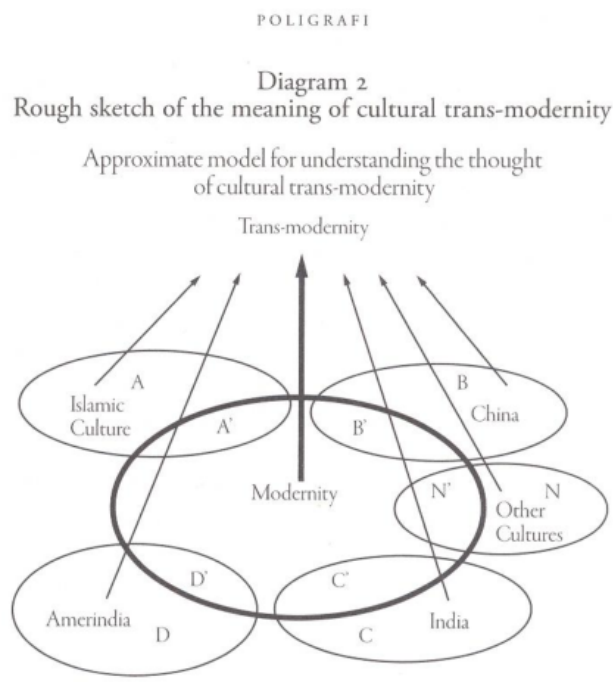 POLIGRAFI
Diagram 2
Rough sketch of the meaning of cultural trans-modernity
Approximate model for understanding the thought
of cultural trans-modernity
Trans-modernity
A
Islamic
Culture
A'
B
China
B'
Modernity
N'
N
Other
Cultures
D'
Amerindia
D
C'
India
C